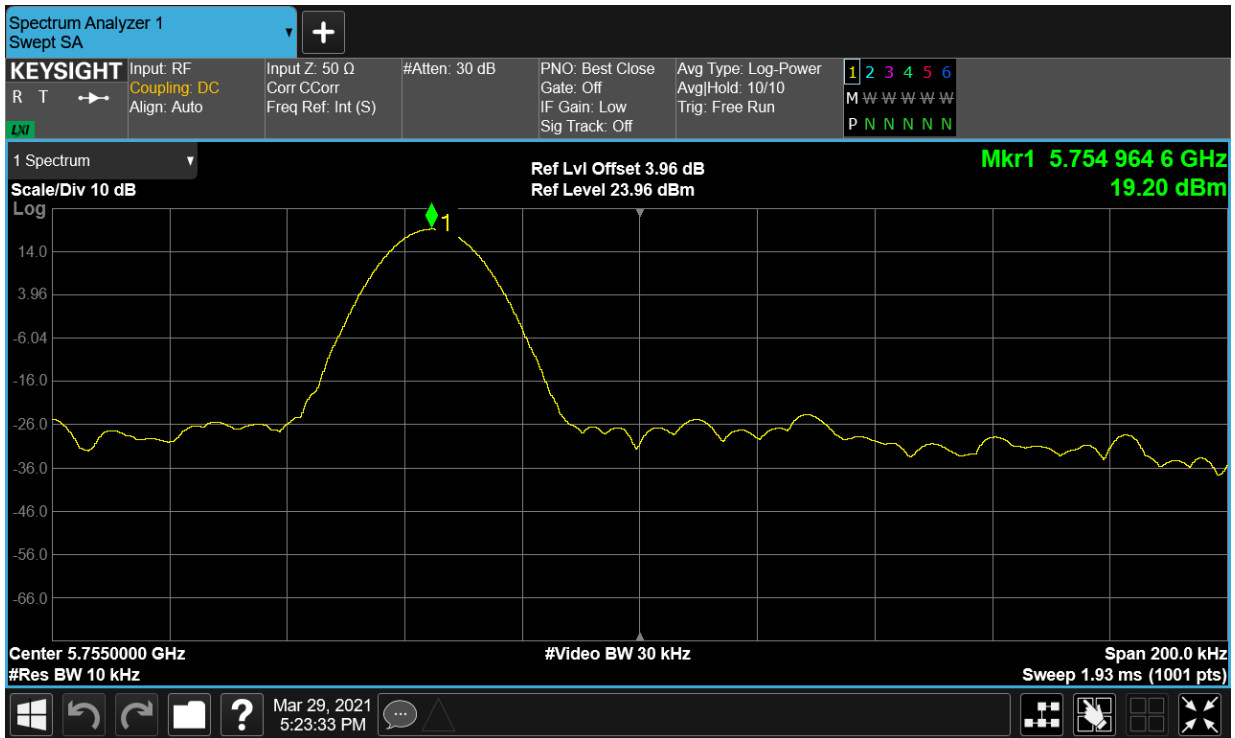 Spectrum Analyzer 1
Swept SA
KEYSIGHT
R T
LXI
Input: RF
Coupling: DC
Align: Auto
Input Z: 50 Ω
Corr CCorr
Freq Ref: Int (S)
#Atten: 30 dB
PNO: Best Close
Gate: Off
IF Gain: Low
Sig Track: Off
Avg Type: Log-Power
Avg|Hold: 10/10
Trig: Free Run
1 2 3 4 5 6
M W W W W W
P N N N N N
1 Spectrum
Scale/Div 10 dB
Log
Ref Lvl Offset 3.96 dB
Ref Level 23.96 dBm
Mkr1 5.754 964 6 GHz
19.20 dBm
1
14.0
3.96
-6.04
-16.0
-26.0
-36.0
-46.0
-56.0
-66.0
Center 5.7550000 GHz
#Res BW 10 kHz
#Video BW 30 kHz
Span 200.0 kHz
Sweep 1.93 ms (1001 pts)
?
Mar 29, 2021
5:23:33 PM